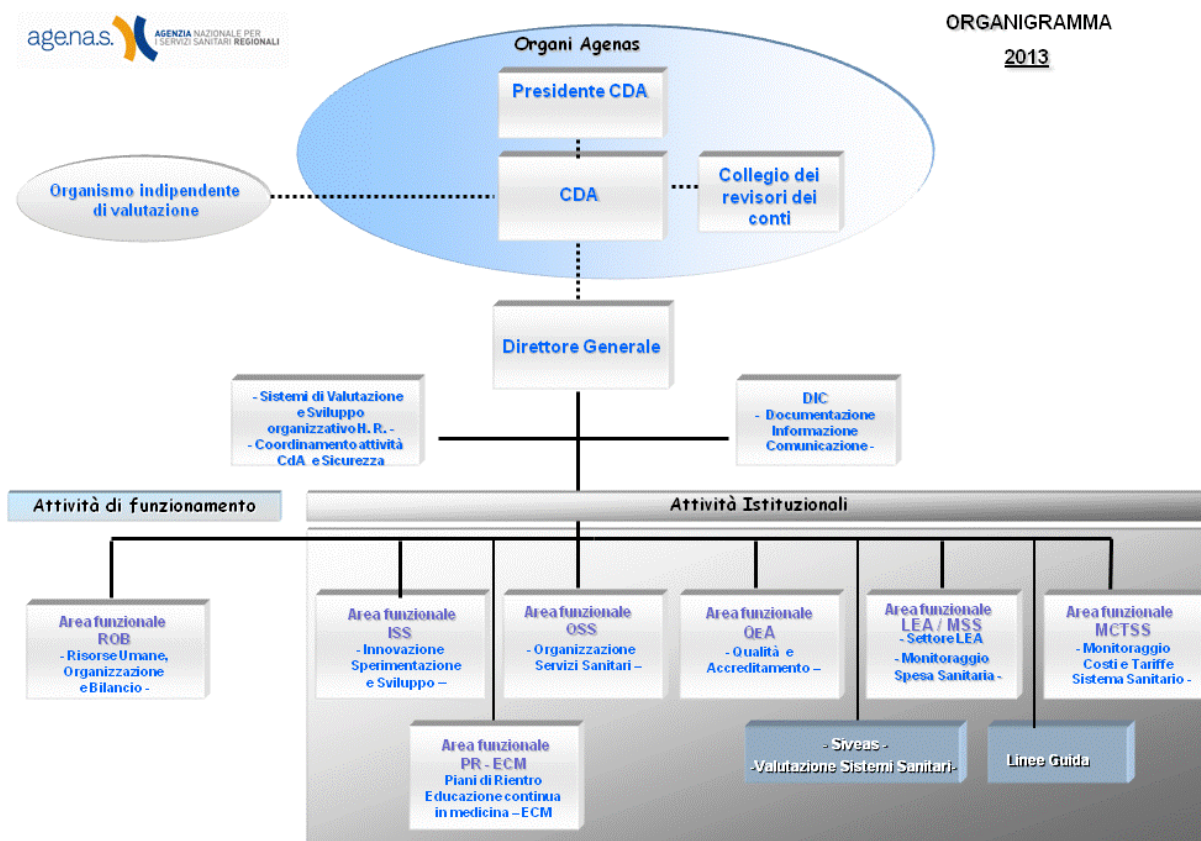 age.na.s.
AGENZIA NAZIONALE PER
I SERVIZI SANITARI REGIONALI
ORGANIGRAMMA
2013
Organi Agenas
Presidente CDA
Organismo indipendente
di valutazione
CDA
Collegio dei
revisori dei
conti
Direttore Generale
- Sistemi di Valutazione
e Sviluppo
organizzativo H. R. -
- Coordinamento attività
CdA e Sicurezza
DIC
- Documentazione
Informazione
Comunicazione -
Attività di funzionamento
Attività Istituzionali
Area funzionale
ROB
- Risorse Umane,
Organizzazione
e Bilancio -
Area funzionale
ISS
- Innovazione
Sperimentazione
e Sviluppo –
Area funzionale
OSS
- Organizzazione
Servizi Sanitari –
Area funzionale
QeA
- Qualità e
Accreditamento –
Area funzionale
LEA / MSS
- Settore LEA
- Monitoraggio
Spesa Sanitaria -
Area funzionale
MCTSS
- Monitoraggio
Costi e Tariffe
Sistema Sanitario -
Area funzionale
PR - ECM
Piani di Rientro
Educazione continua
in medicina – ECM
- Siveas -
-Valutazione Sistemi Sanitari-
Linee Guida